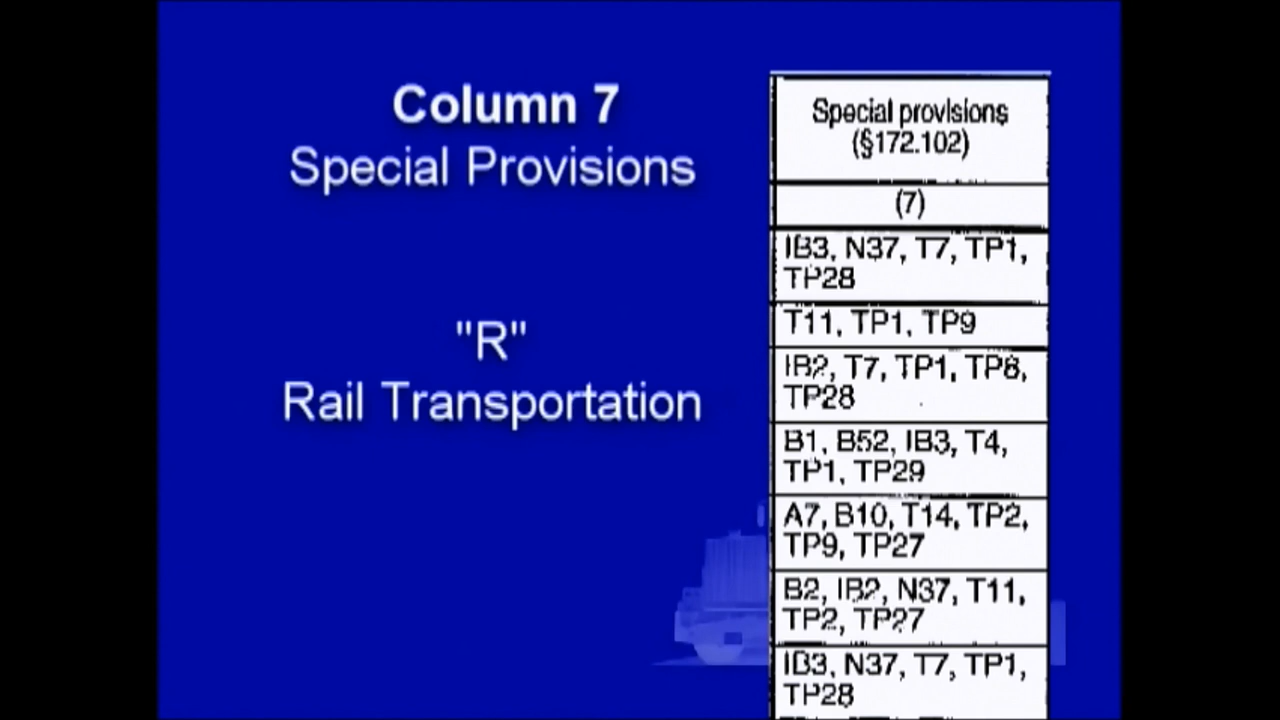 Column 7
Special Provisions
"R"
Rail Transportation
Special provisions
(§172.102)
(7)
IB3, N37, T7, TP1,
TP28
T11, TP1, TP9
IB2, T7, TP1, TP8,
TP28
B1, B52, IB3, T4,
TP1, TP29
A7, B10, T14, TP2,
TP9, TP27
B2, IB2, N37, T11,
TP2, TP27
IB3, N37, T7, TP1,
TP28